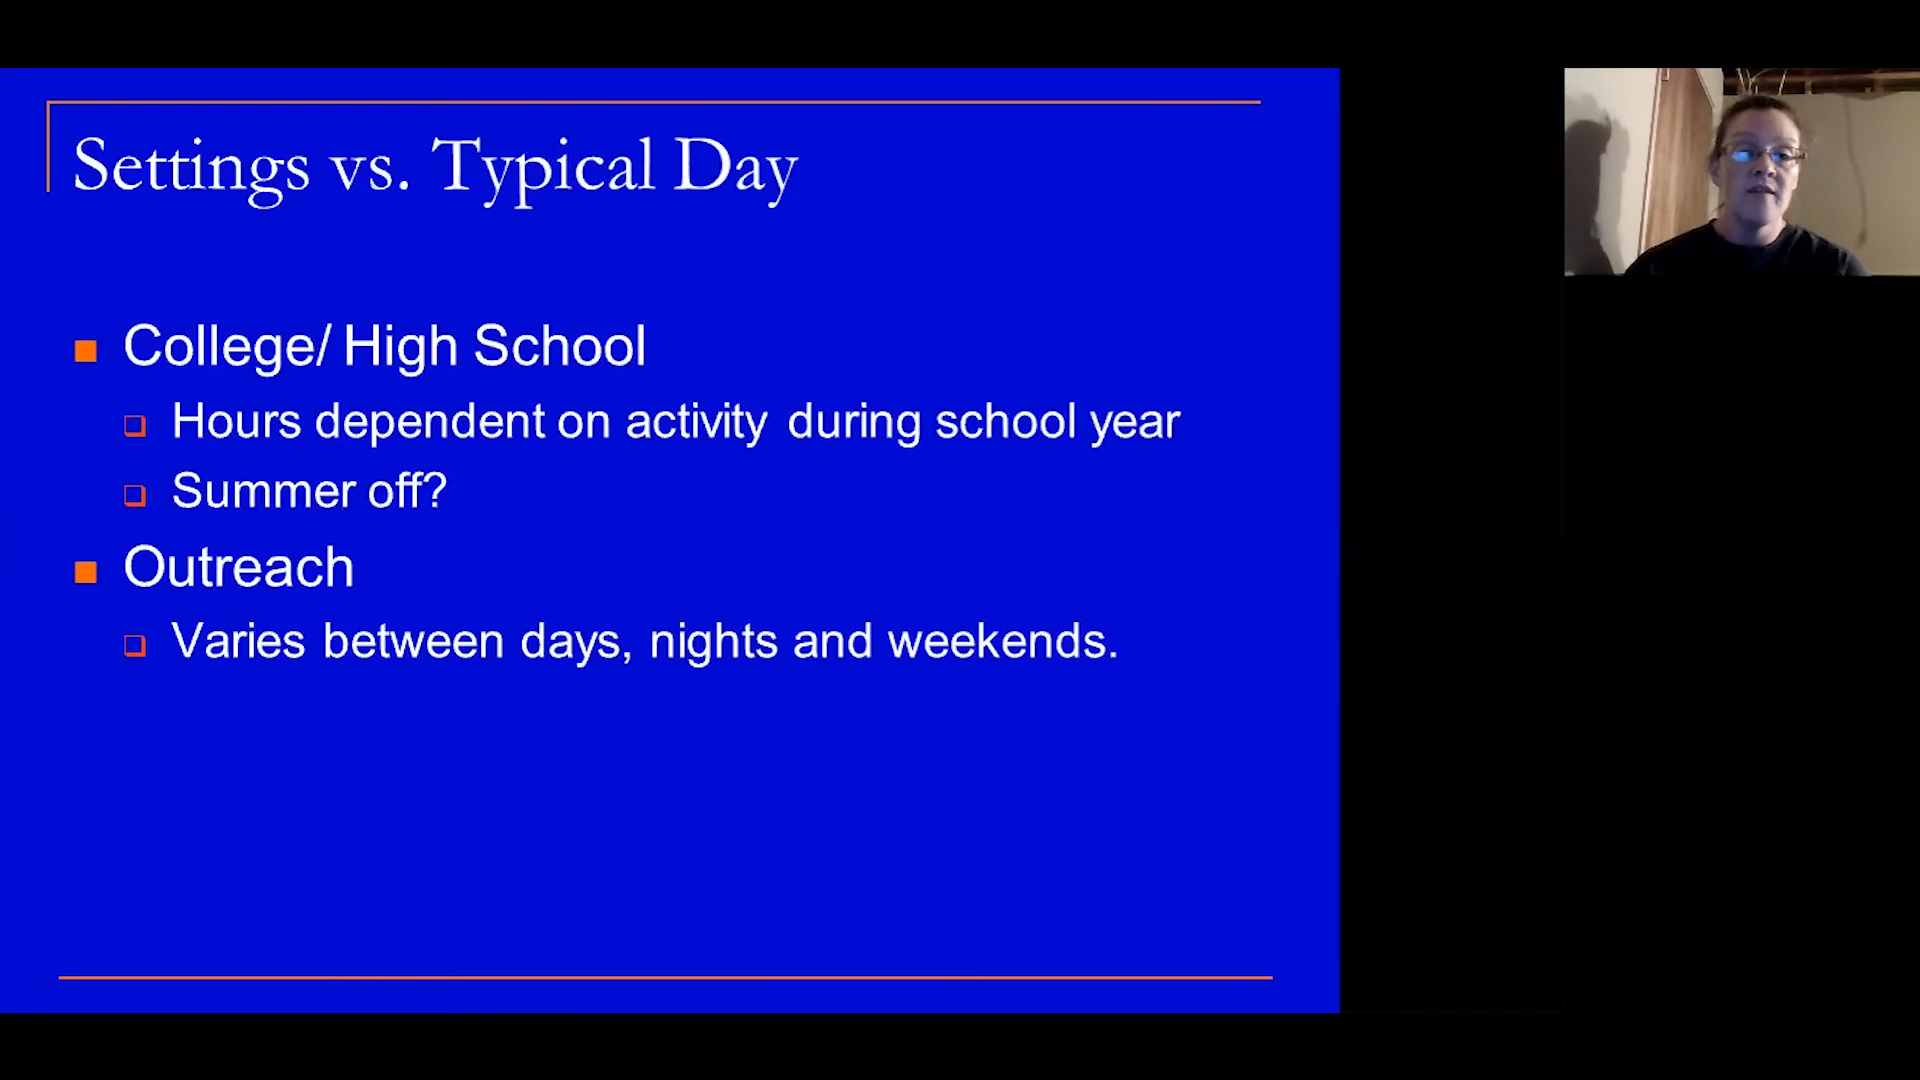 Settings vs. Typical Day
College/ High School
Hours dependent on activity during school year
Summer off?
Outreach
Varies between days, nights and weekends.